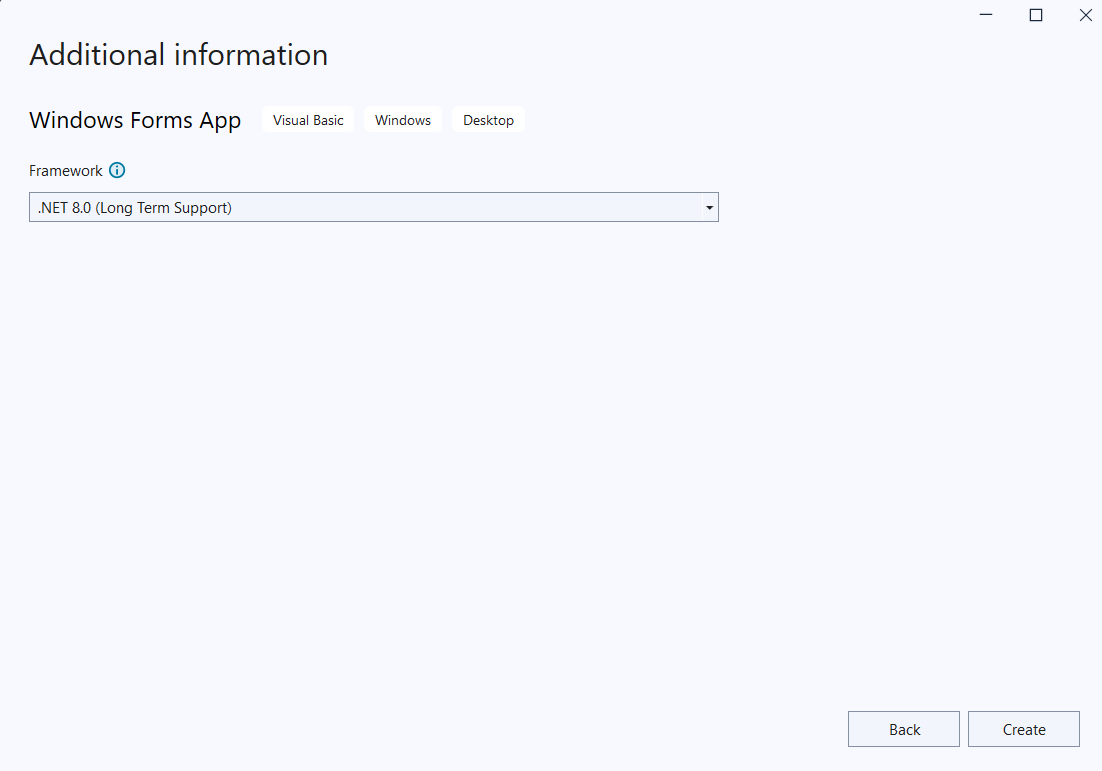 Additional information
Windows Forms App Visual Basic Windows Desktop
Framework
.NET 8.0 (Long Term Support)
Back Create